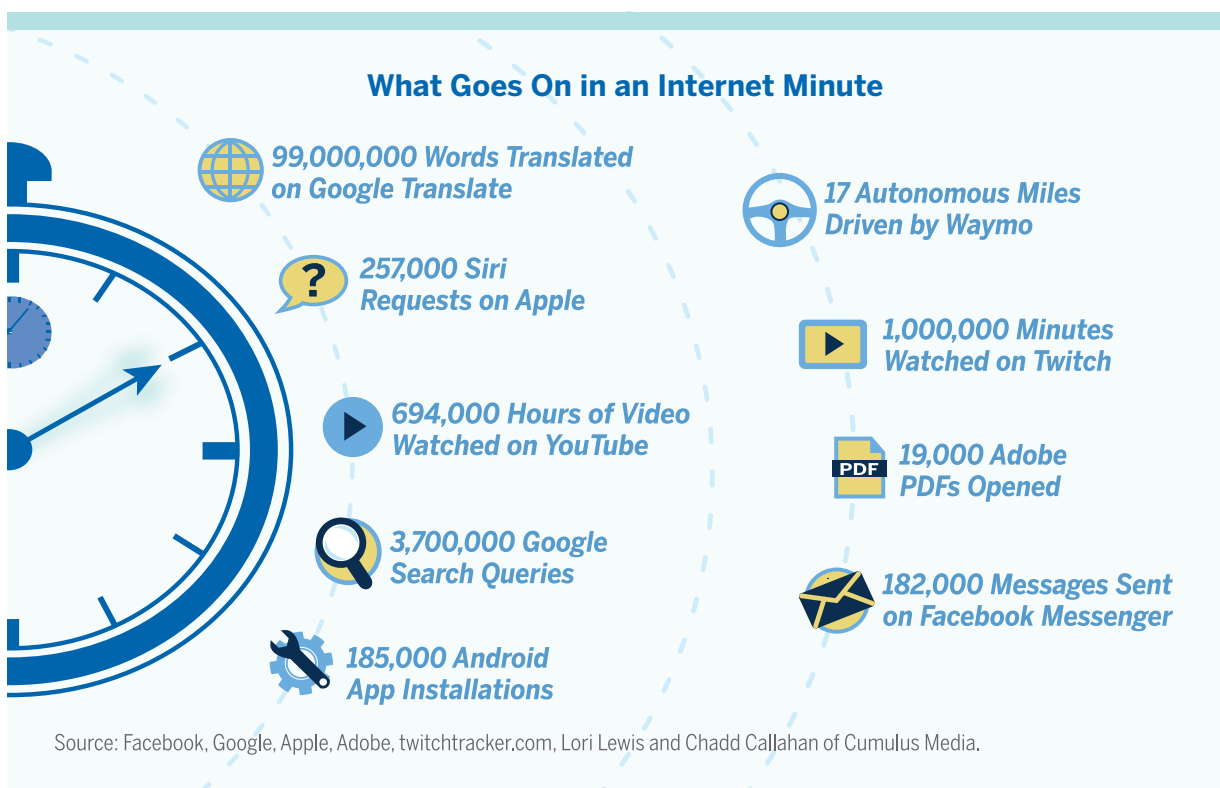 What Goes On in an Internet Minute
99,000,000 Words Translated
on Google Translate
257,000 Siri
Requests on Apple
?
694,000 Hours of Video
Watched on YouTube
3,700,000 Google
Search Queries
185,000 Android
App Installations
17 Autonomous Miles
Driven by Waymo
1,000,000 Minutes
Watched on Twitch
19,000 Adobe
PDFs Opened
PDF
182,000 Messages Sent
on Facebook Messenger
Source: Facebook, Google, Apple, Adobe, twitchtracker.com, Lori Lewis and Chadd Callahan of Cumulus Media.